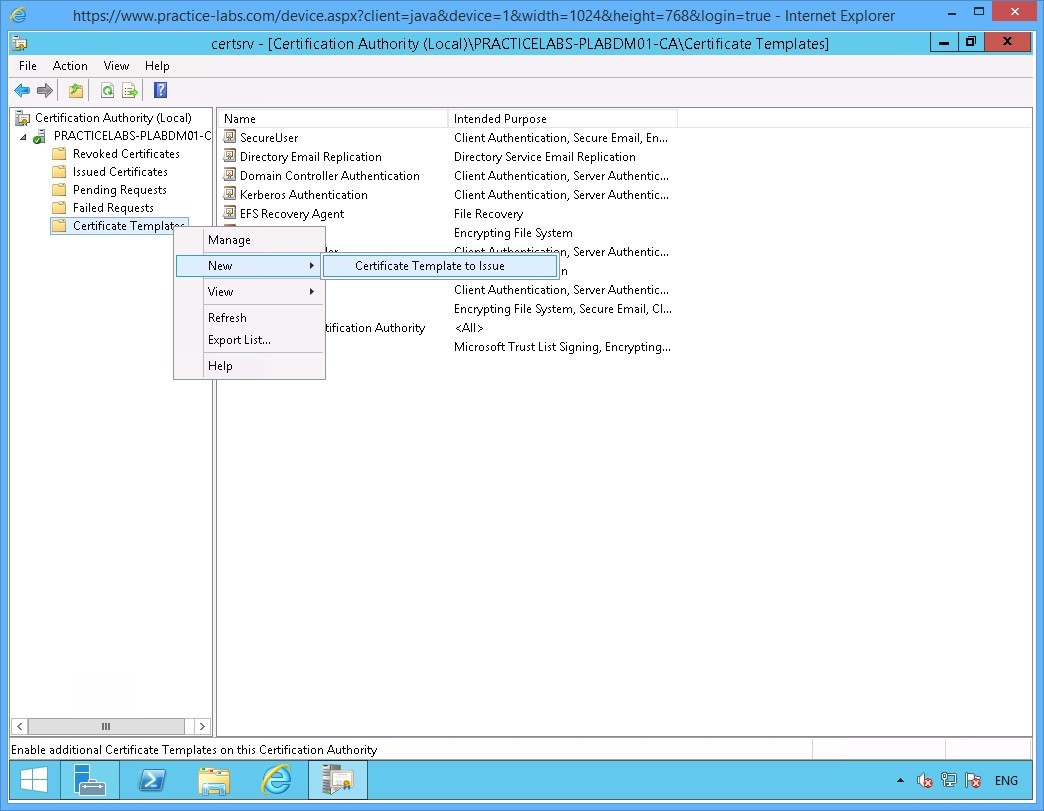 https://www.practice-labs.com/device.aspx?client=java&device=1&width=1024&height=768&login=true - Internet Explorer
certsrv - [Certification Authority (Local)\PRACTICELABS-PLABDM01-CA\Certificate Templates]
File Action View Help
Certification Authority (Local)
PRACTICELABS-PLABDM01-C
Revoked Certificates
Issued Certificates
Pending Requests
Failed Requests
Certificate Templates
Manage
New
Certificate Template to Issue
View
Refresh
Export List...
Help
Name Intended Purpose
SecureUser Client Authentication, Secure Email, En...
Directory Email Replication Directory Service Email Replication
Domain Controller Authentication Client Authentication, Server Authentic...
Kerberos Authentication Client Authentication, Server Authentic...
EFS Recovery Agent File Recovery
Encrypting File System
Client Authentication, Server Authentic...
n
Client Authentication, Server Authentic...
Encrypting File System, Secure Email, Cl...
tification Authority <All>
Microsoft Trust List Signing, Encrypting...
Enable additional Certificate Templates on this Certification Authority
ENG